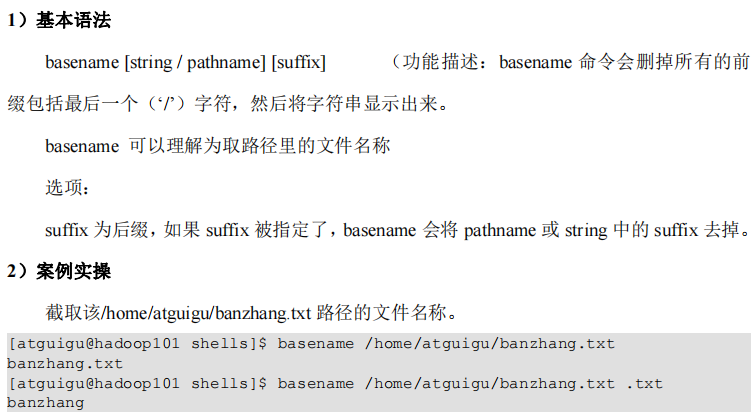 1）基本语法
basename [string / pathname] [suffix] （功能描述：basename 命令会删掉所有的前
缀包括最后一个（‘/’）字符，然后将字符串显示出来。
basename 可以理解为取路径里的文件名称
选项：
suffix 为后缀，如果 suffix 被指定了，basename 会将 pathname 或 string 中的 suffix 去掉。
2）案例实操
截取该/home/atguigu/banzhang.txt 路径的文件名称。
[atguigu@hadoop101 shells]$ basename /home/atguigu/banzhang.txt
banzhang.txt
[atguigu@hadoop101 shells]$ basename /home/atguigu/banzhang.txt .txt
banzhang